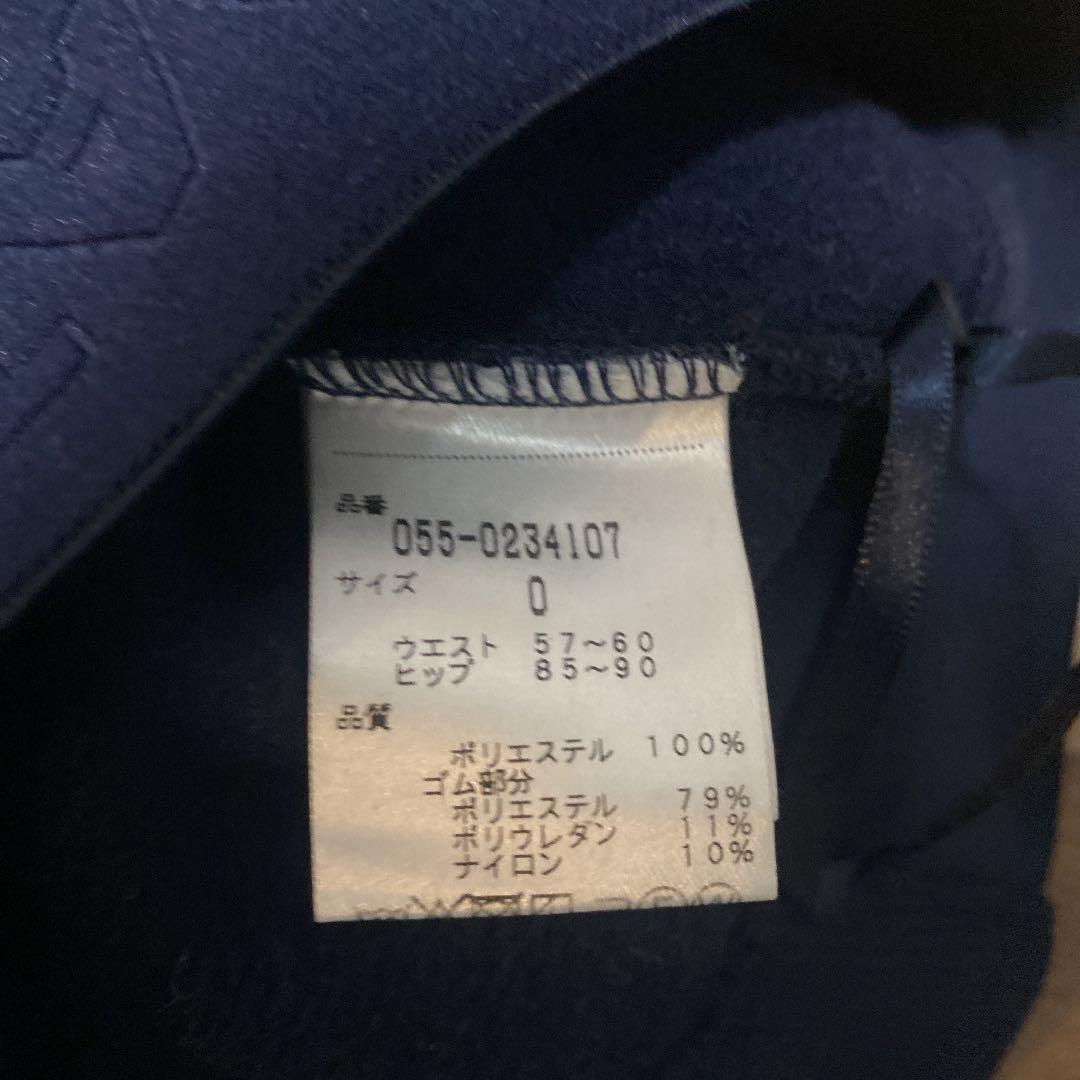 品番
055-0234107
サイズ
0
ウエスト 57~60
ヒップ 85~90
品質
ポリエステル 100%
ゴム部分
ポリエステル 79%
ポリウレタン 11%
ナイロン 10%